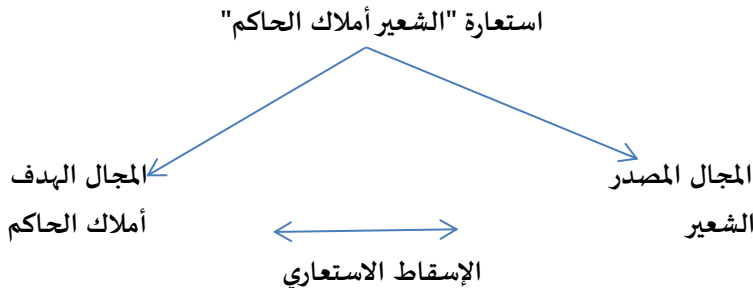 استعارة "الشعير أملاك الحاكم"
المجال المصدر
المجال الهدف
الشعير
أملاك الحاكم
الإسقاط الاستعاري